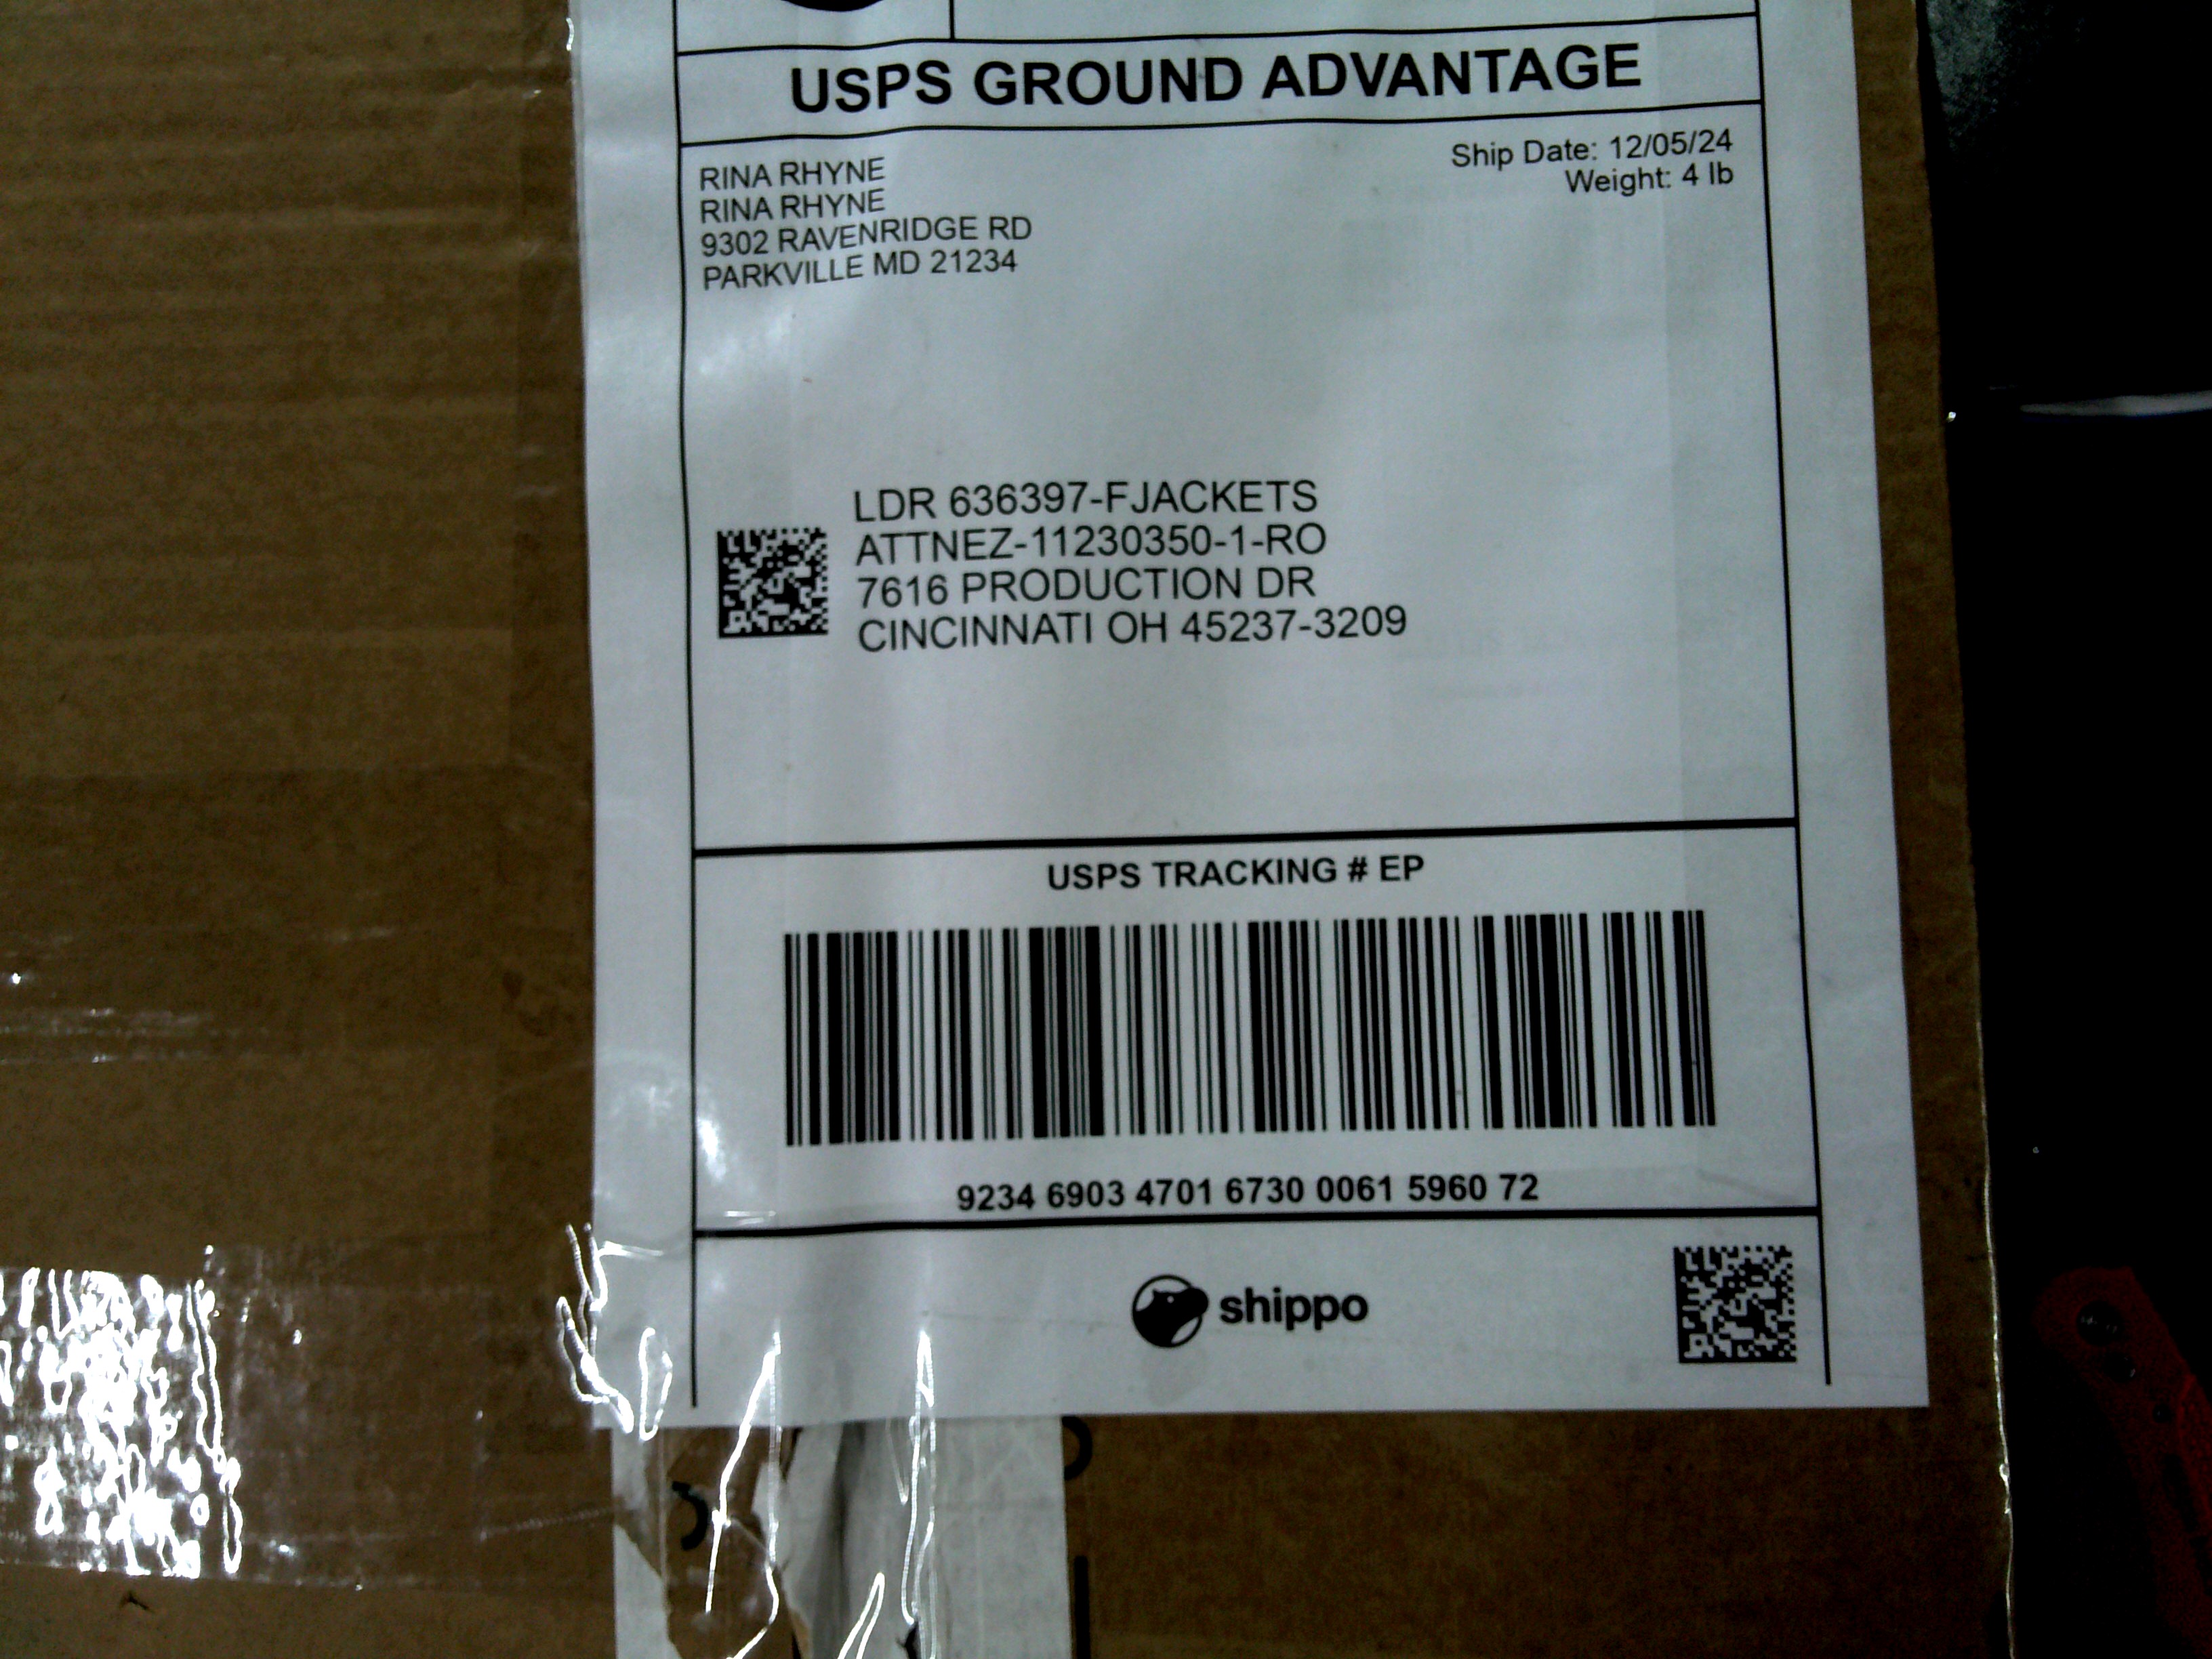 USPS GROUND ADVANTAGE
RINA RHYNE
RINA RHYNE
9302 RAVENRIDGE RD
PARKVILLE MD 21234
Ship Date: 12/05/24
Weight: 4 lb
LDR 636397-FJACKETS
ATTNEZ-11230350-1-RO
7616 PRODUCTION DR
CINCINNATI OH 45237-3209
USPS TRACKING # EP
9234 6903 4701 6730 0061 5960 72
shippo